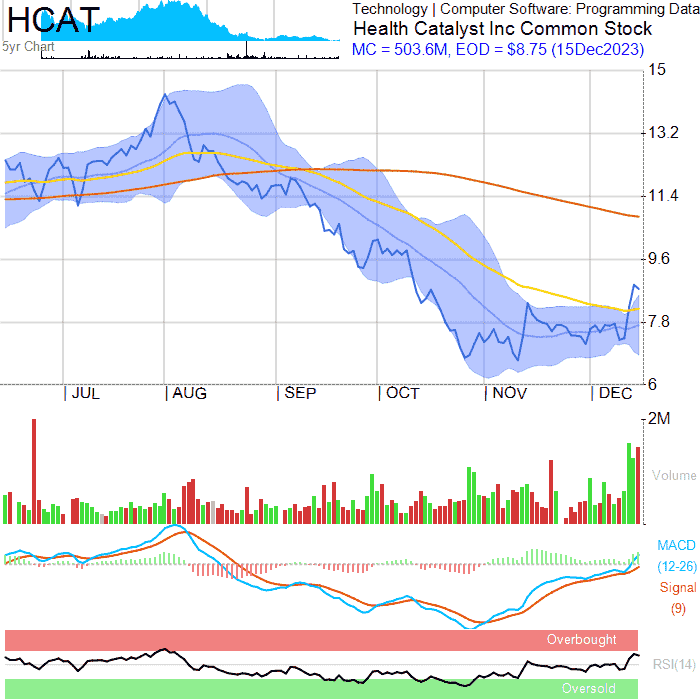 HCAT
Technology | Computer Software: Programming Data
Health Catalyst Inc Common Stock
5yr Chart
MC = 503.6M, EOD = $8.75 (15Dec2023)
15
13.2
11.4
9.6
7.8
6
| JUL | AUG | SEP | OCT | NOV | DEC
2M
Volume
MACD
(12-26)
Signal
(9)
Overbought
RSI(14)
Oversold